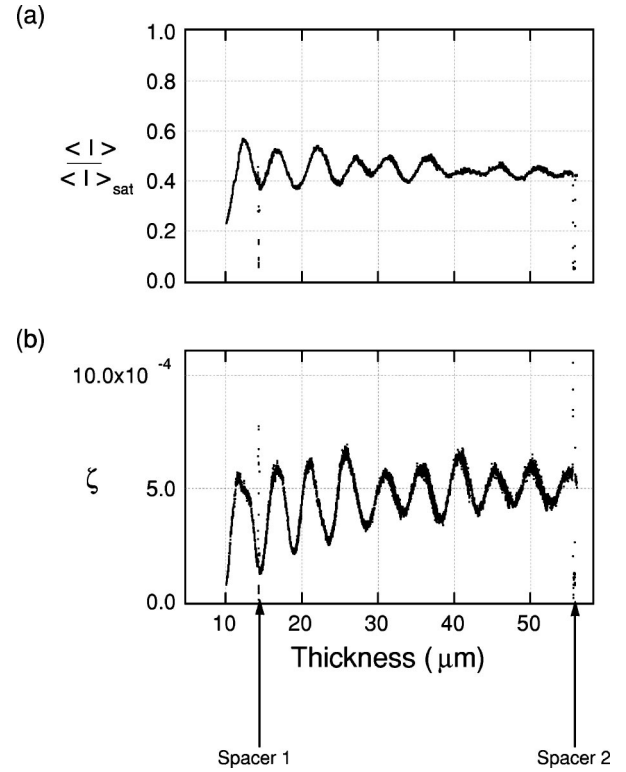 (a)
1.0
0.8
< I >
< I >sat
0.6
0.4
0.2
0.0
(b)
10.0x10 -4
ζ
5.0
0.0
10 20 30 40 50
Thickness ( μm)
Spacer 1 Spacer 2